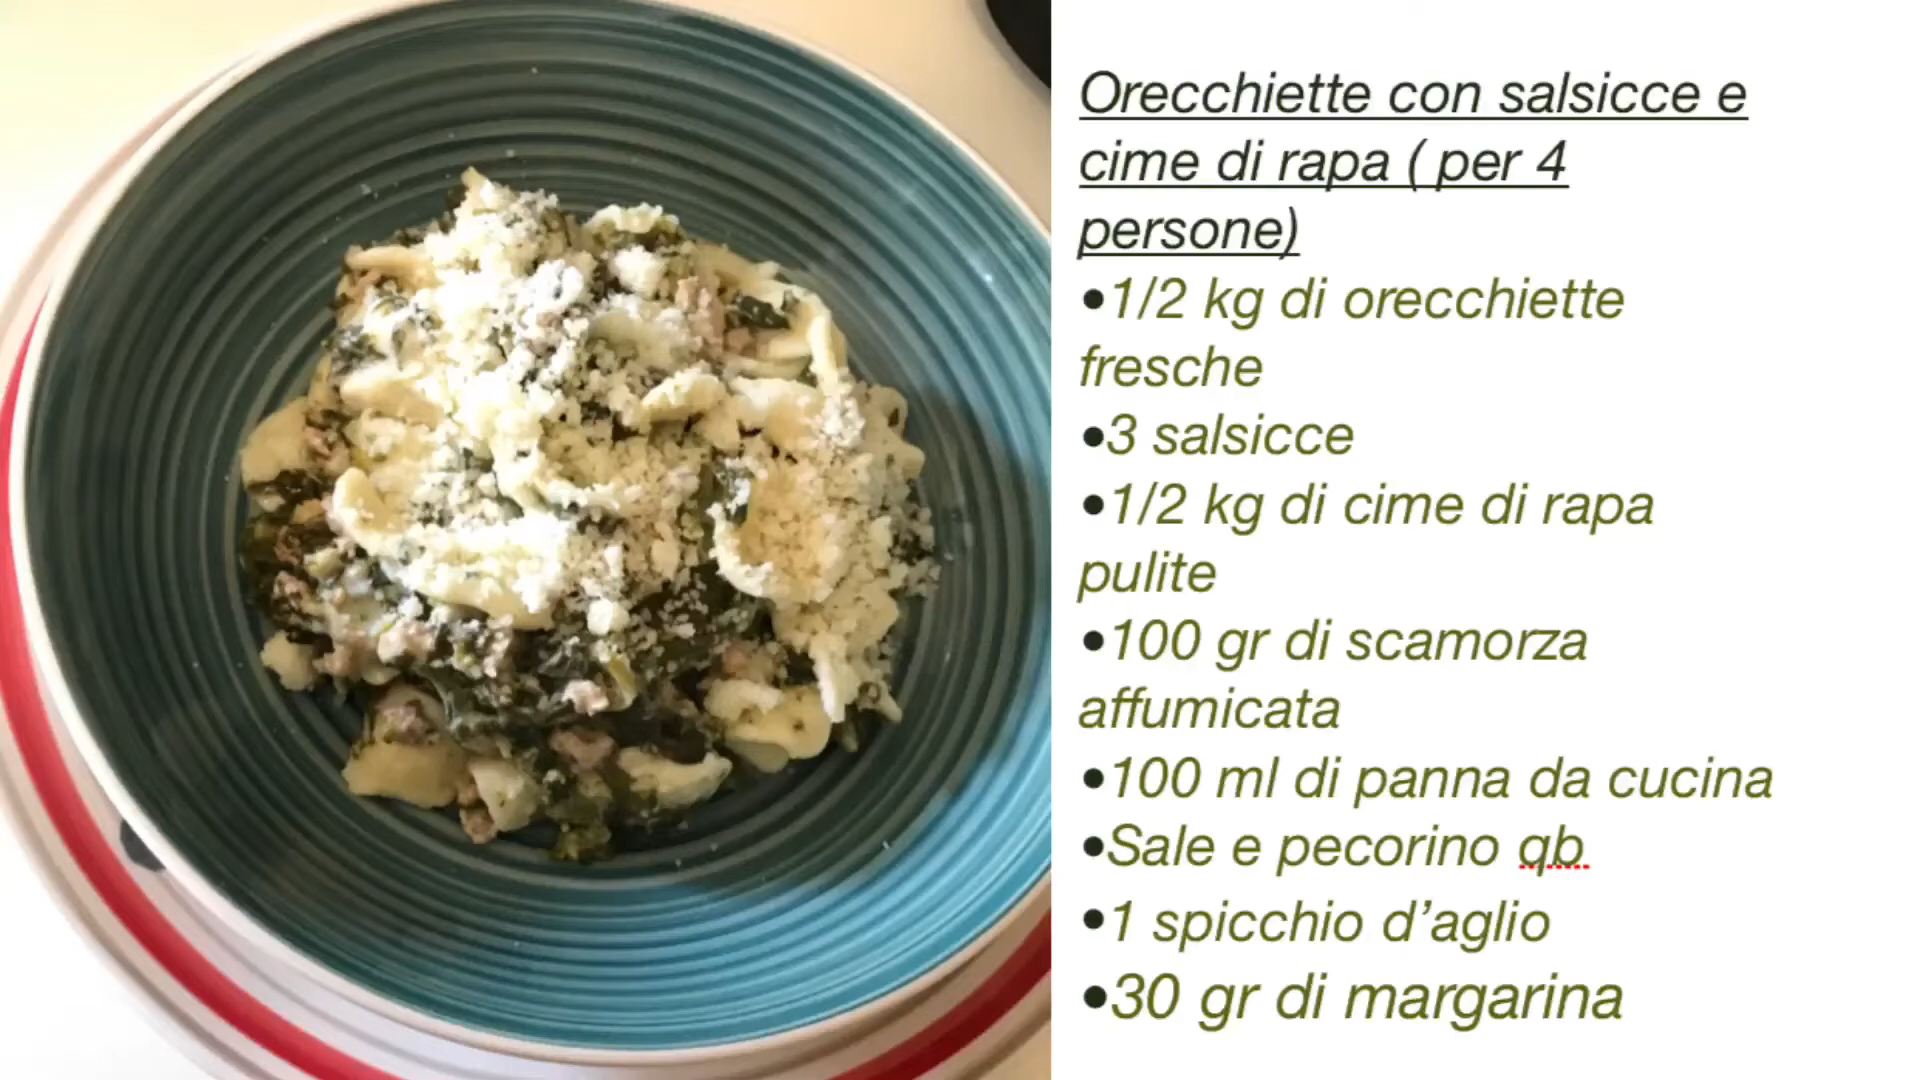 Orecchiette con salsicce e
cime di rapa ( per 4
persone)
•1/2 kg di orecchiette
fresche
•3 salsicce
•1/2 kg di cime di rapa
pulite
•100 gr di scamorza
affumicata
•100 ml di panna da cucina
•Sale e pecorino qb
•1 spicchio d’aglio
•30 gr di margarina